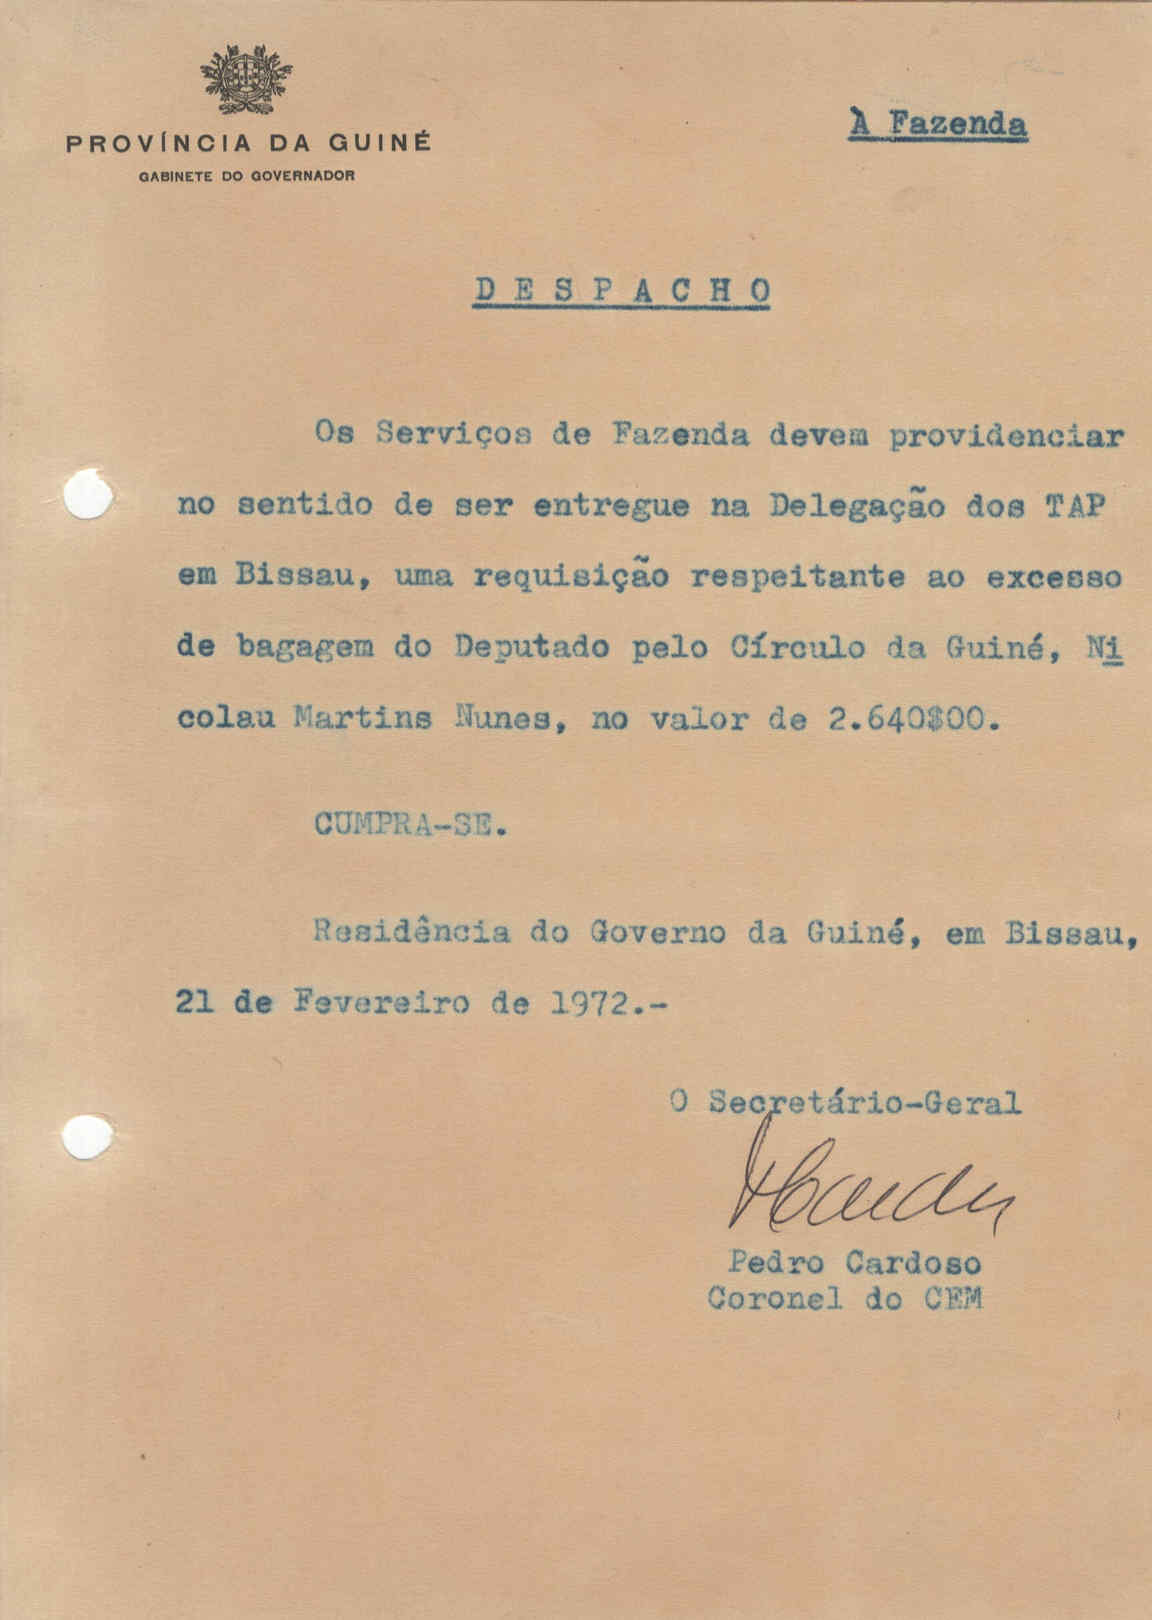 PROVÍNCIA DA GUINÉ
GABINETE DO GOVERNADOR
À Fazenda
DESPACHO
Os Serviços de Fazenda devem providenciar
no sentido de ser entregue na Delegação dos TAP
em Bissau, uma requisição respeitante ao excesso
de bagagem do Deputado pelo Círculo da Guiné, Ni
colau Martins Nunes, no valor de 2.640$00.
CUMPRA-SE.
Residência do Governo da Guiné, em Bissau,
21 de Fevereiro de 1972.-
O Secretário-Geral
Pedro Cardoso
Coronel do CEM